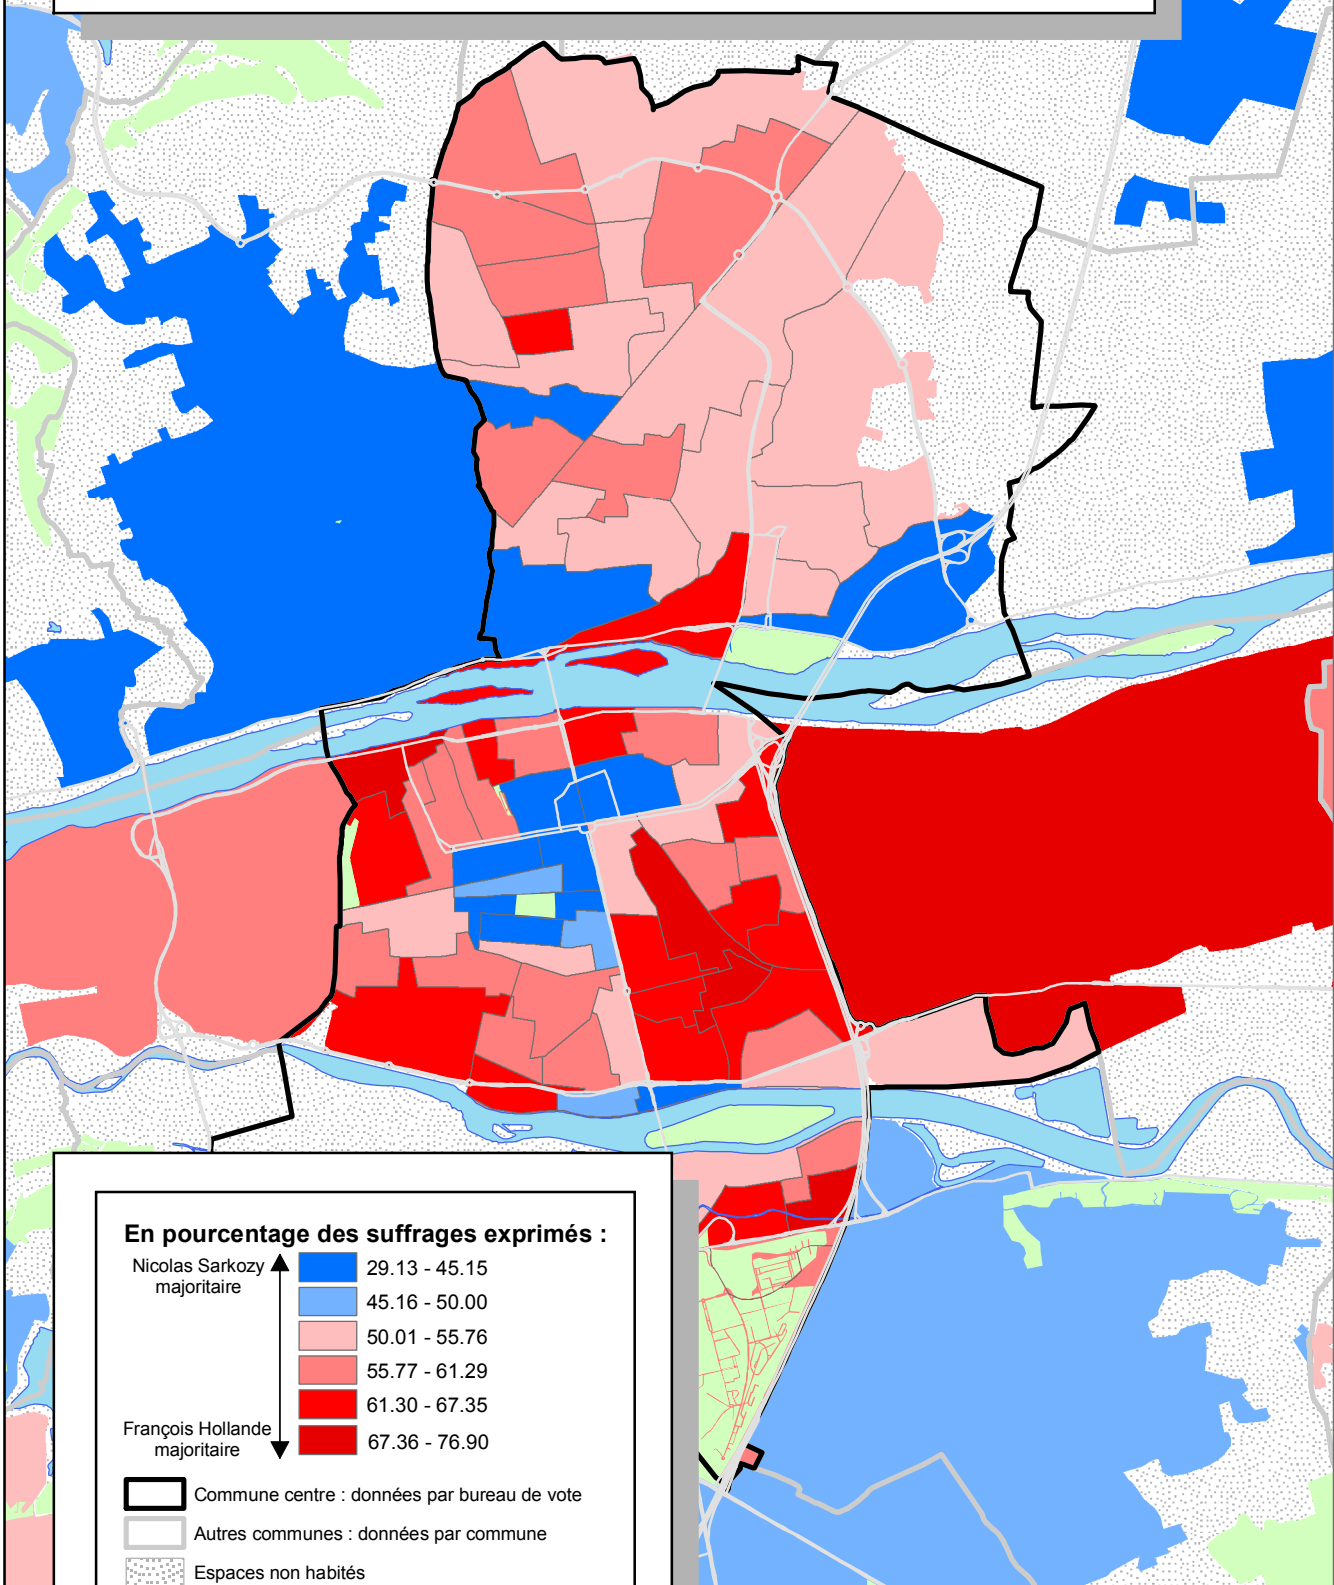 En pourcentage des suffrages exprimés :
Nicolas Sarkozy
majoritaire
29.13 - 45.15
45.16 - 50.00
50.01 - 55.76
55.77 - 61.29
61.30 - 67.35
François Hollande
majoritaire
67.36 - 76.90
Commune centre : données par bureau de vote
Autres communes : données par commune
Espaces non habités